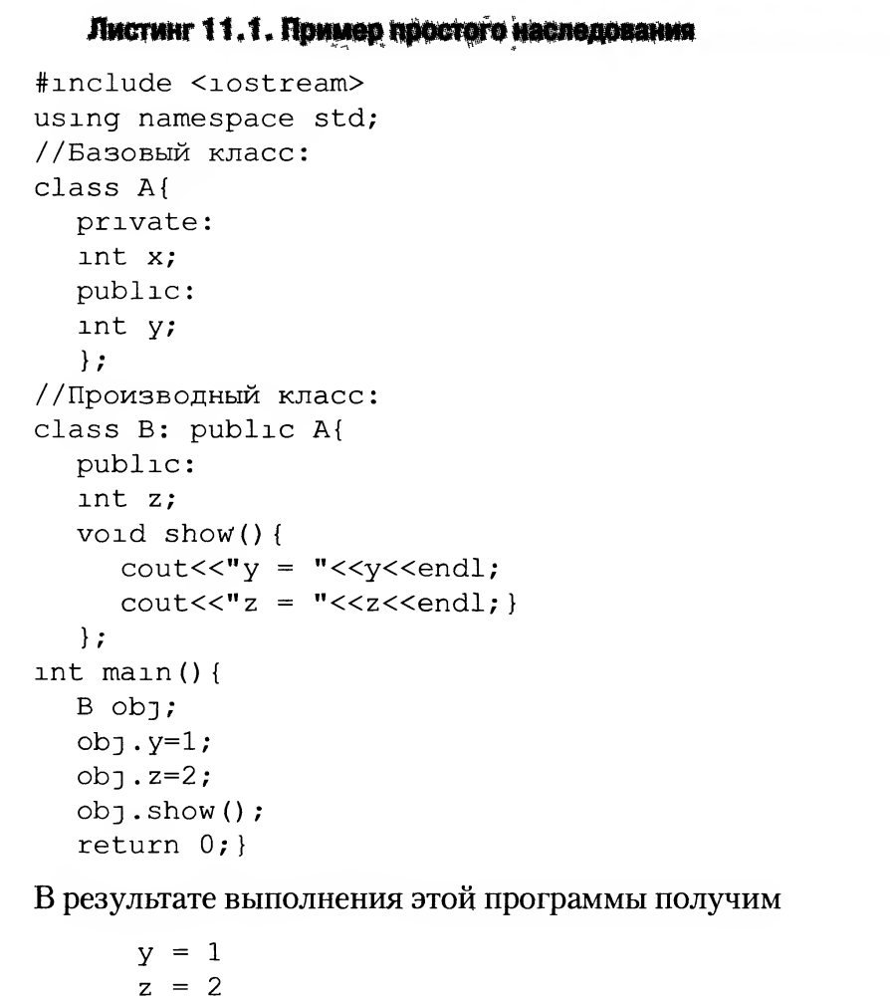 Листинг 11.1. Пример простого наследования
#include <iostream>
using namespace std;
//Базовый класс:
class A{
private:
int x;
public:
int y;
};
//Производный класс:
class B: public A{
public:
int z;
void show(){
cout<<"y = "<<y<<endl;
cout<<"z = "<<z<<endl;}
};
int main(){
B obj;
obj.y=1;
obj.z=2;
obj.show();
return 0;}
В результате выполнения этой программы получим
y = 1
z = 2